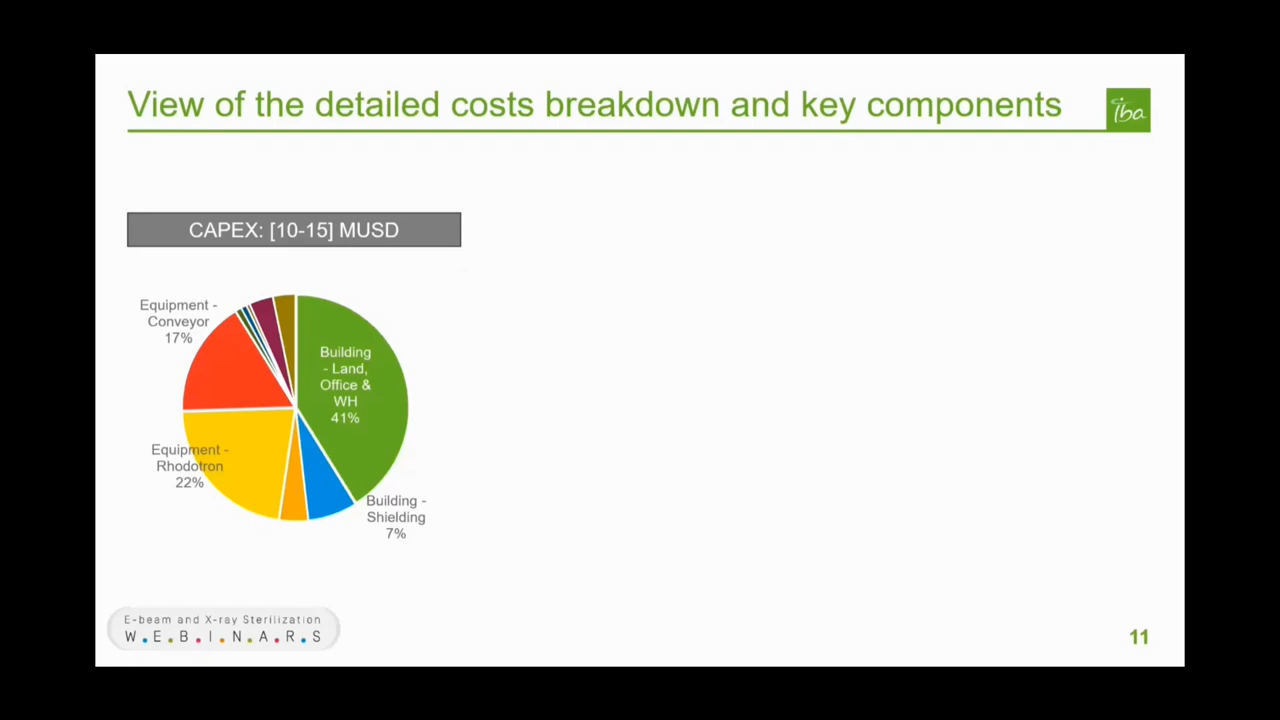 View of the detailed costs breakdown and key components
iba
CAPEX: [10-15] MUSD
Equipment -
Conveyor
17%
Building
- Land,
Office &
WH
41%
Equipment -
Rhodotron
22%
Building -
Shielding
7%
E-beam and X-ray Sterilization
W.E.B.I.N.A.R.S
11